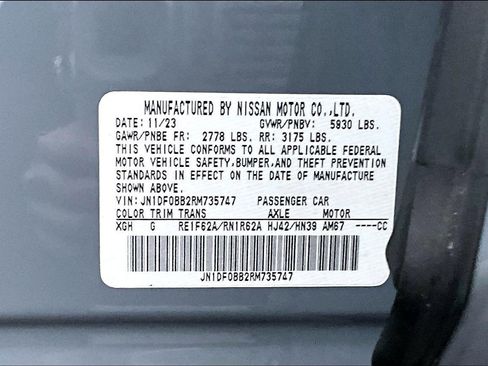 MANUFACTURED BY NISSAN MOTOR CO.,LTD.
DATE: 11/23 GVWR/PNBV: 5930 LBS.
GAWR/PNBE FR: 2778 LBS. RR: 3175 LBS.
THIS VEHICLE CONFORMS TO ALL APPLICABLE FEDERAL
MOTOR VEHICLE SAFETY,BUMPER,AND THEFT PREVENTION
STANDARDS IN EFFECT ON THE DATE OF MANUFACTURE
SHOWN ABOVE.
VIN: JN1DF0BB2RM735747 PASSENGER CAR
COLOR TRIM TRANS AXLE MOTOR
XGH G RE1F62A/RN1R62A HJ42/HN39 AM67 ----CC
JN1DF0BB2RM735747